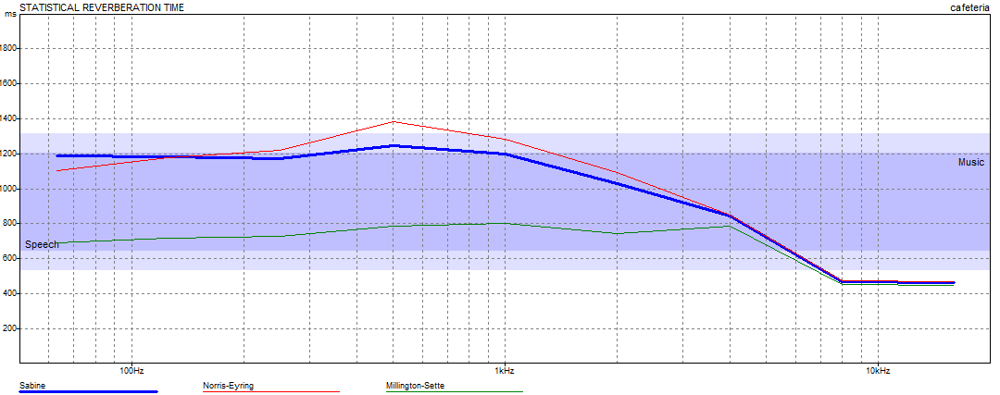 STATISTICAL REVERBERATION TIME cafeteria
ms
1800
1600
1400
1200
Music
1000
800
Speech
600
400
200
100Hz 1kHz 10kHz
Sabine Norris-Eyring Millington-Sette